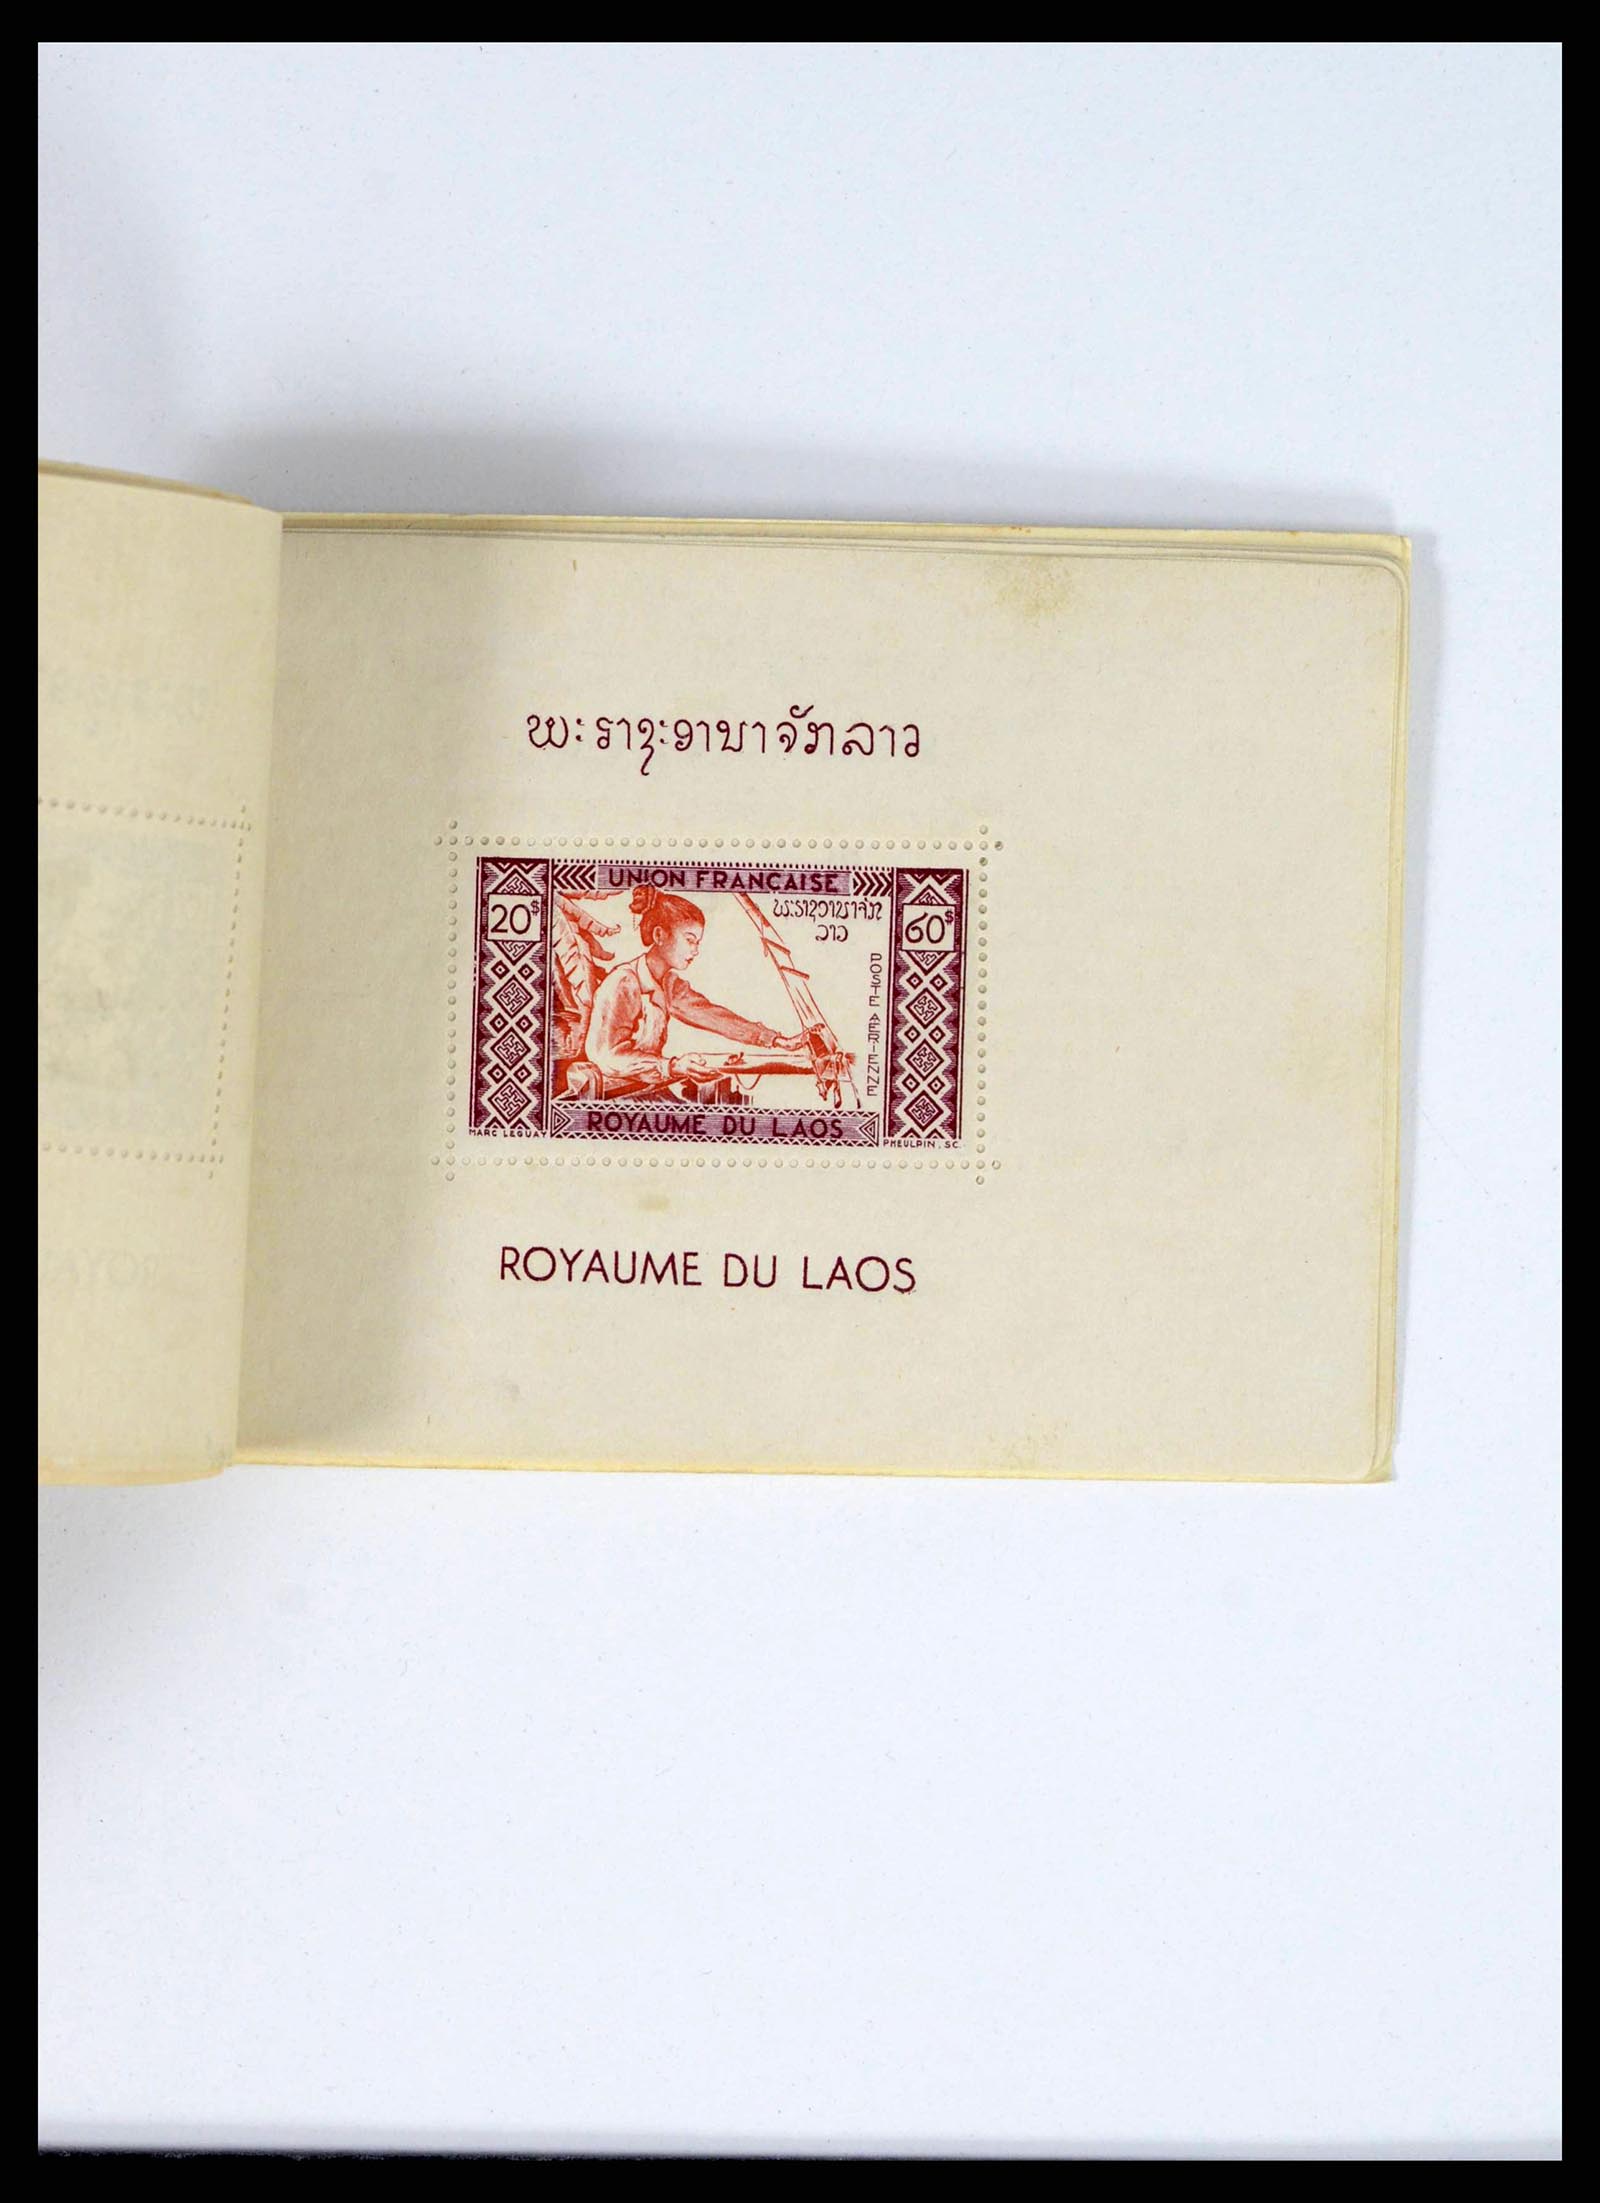 ພະຣາຊະອານາຈັກລາວ
UNION FRANÇAISE
20$
ພະຣາຊອານາຈັກ
ລາວ
60$
POSTE AÉRIENNE
ROYAUME DU LAOS
MARC LEGUAY
PHEULPIN. SC.
ROYAUME DU LAOS